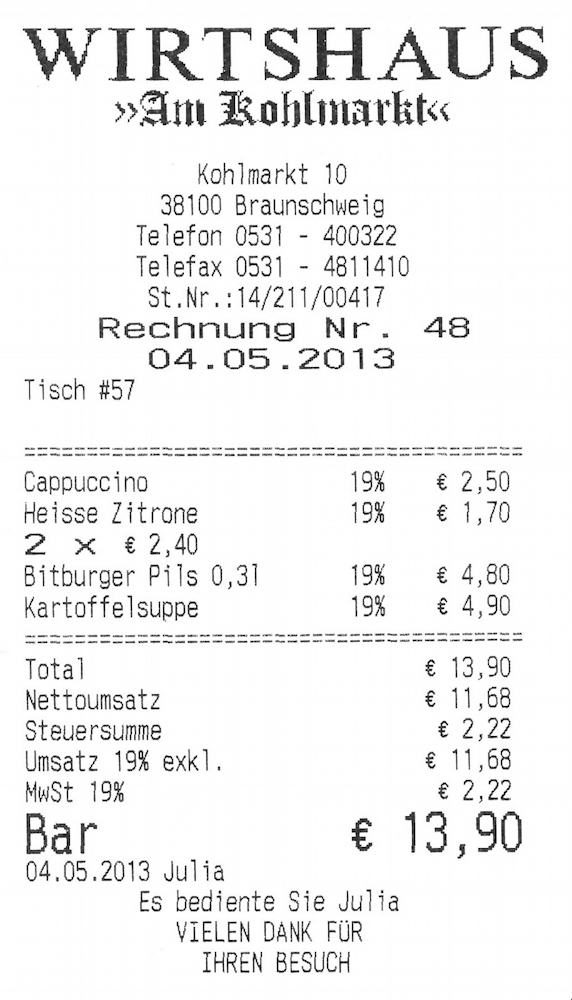 WIRTSHAUS
»Am Kohlmarkt«
Kohlmarkt 10
38100 Braunschweig
Telefon 0531 - 400322
Telefax 0531 - 4811410
St.Nr.:14/211/00417
Rechnung Nr. 48
04.05.2013
Tisch #57
========================================
Cappuccino 19% € 2,50
Heisse Zitrone 19% € 1,70
2 x € 2,40
Bitburger Pils 0,3l 19% € 4,80
Kartoffelsuppe 19% € 4,90
========================================
Total € 13,90
Nettoumsatz € 11,68
Steuersumme € 2,22
Umsatz 19% exkl. € 11,68
MwSt 19% € 2,22
Bar € 13,90
04.05.2013 Julia
Es bediente Sie Julia
VIELEN DANK FÜR
IHREN BESUCH